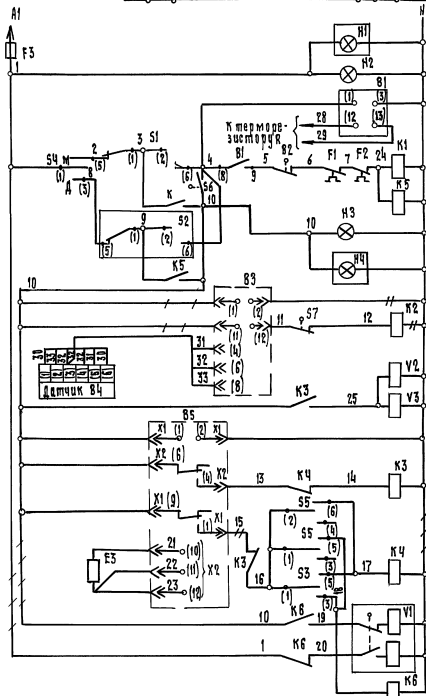 A1
N
F3
1
H1
H2
B1
(1) (3)
(12) (13)
К терморе-
зистору R
28
29
S4 М
(1) (5)
2
3 S1
(1) (2)
(6) 4 (8)
B1
5
9
B2
6 F1 7 F2 24
K1
K5
Д 8
(3)
S6
10
К
9 S2
(1) (2)
(5) (6)
K5
10 H3
H4
10
B3
(1) (2)
(11) (12)
11 S7 12 K2
31 (4)
32 (6)
33 (8)
Датчик B4
K3 25
V2
V3
B5
X1 (1) (2) X1
X2 (6)
(4) X2
13 K4 14 K3
X1 (9)
(1) X1
15
S5
(2) (6)
S5 (4)
(1) (5)
(3)
K3
16 S3 (5) 17 K4
(1) (3) 18
E3
21 (10)
22 (11) X2
23 (12)
10 K6 19 V1
1 K6 20
K6